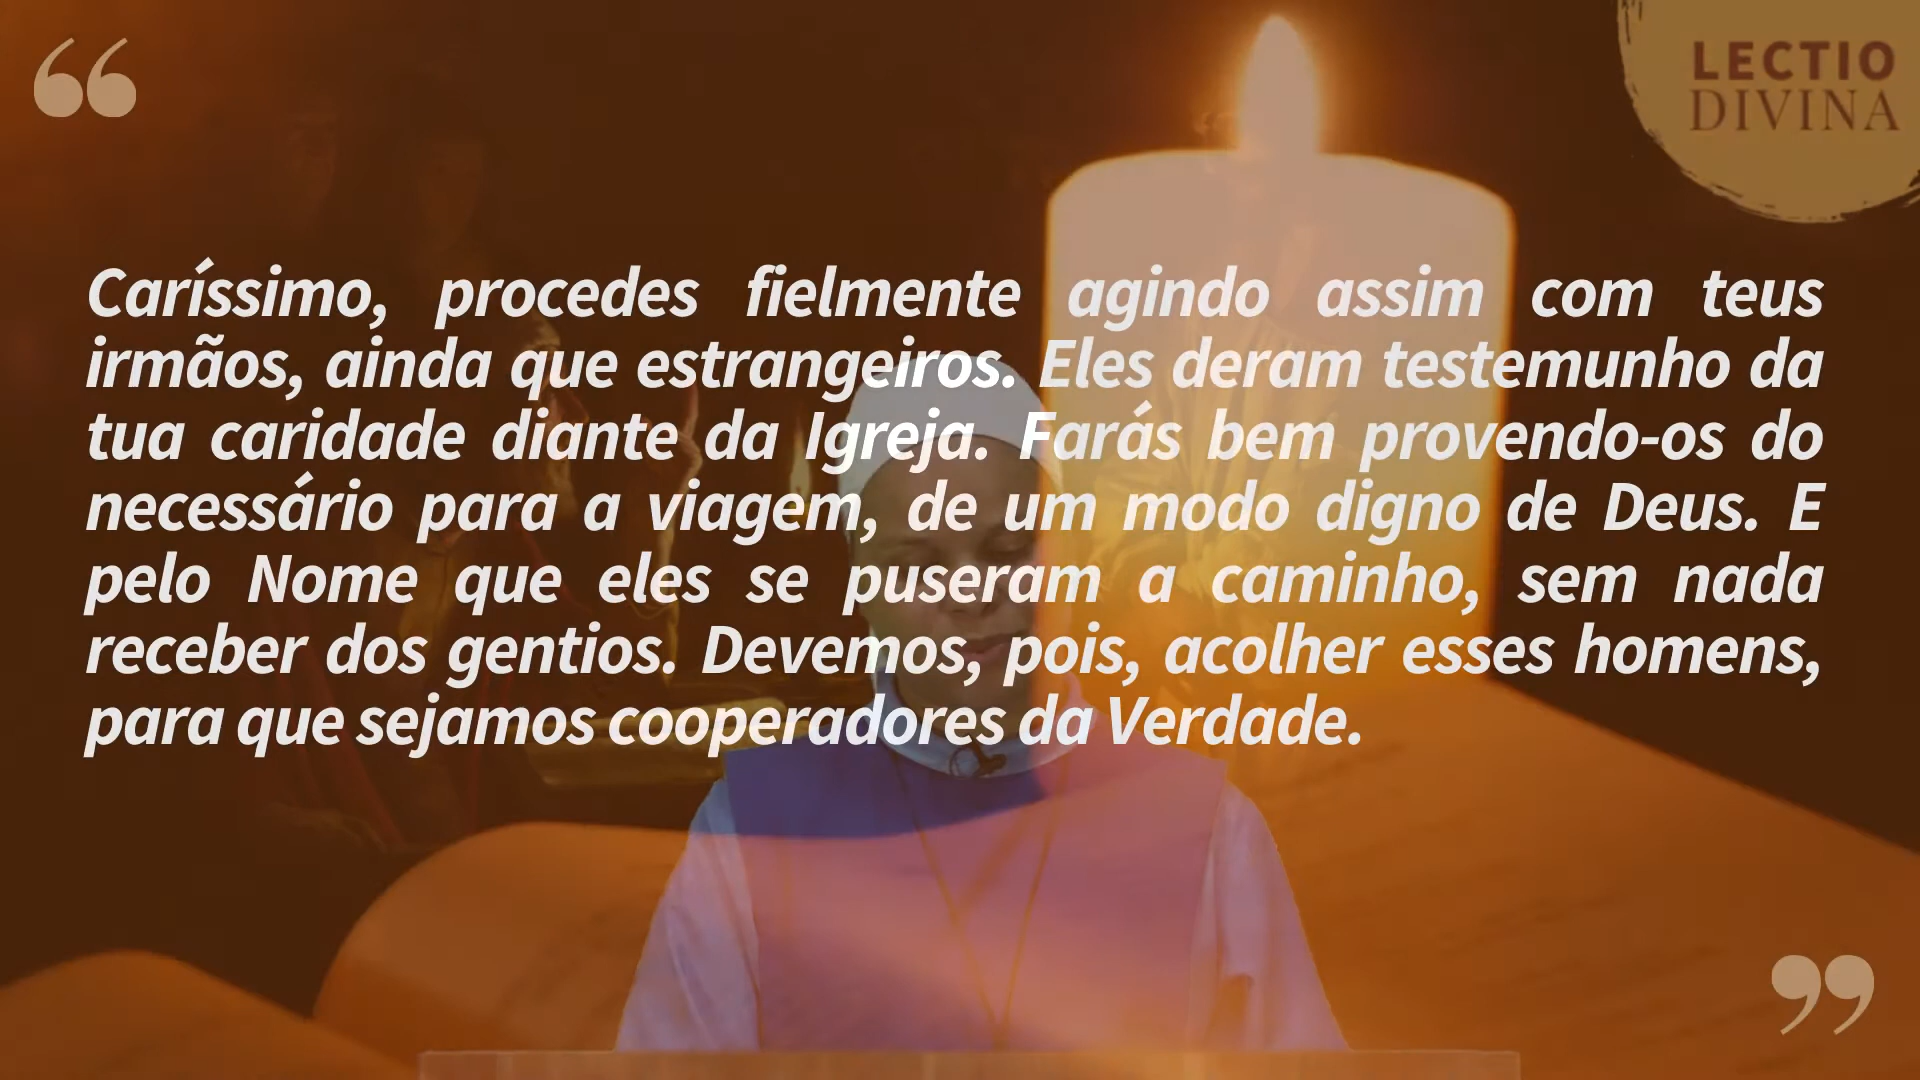 “
LECTIO
DIVINA
Caríssimo, procedes fielmente agindo assim com teus
irmãos, ainda que estrangeiros. Eles deram testemunho da
tua caridade diante da Igreja. Farás bem provendo-os do
necessário para a viagem, de um modo digno de Deus. E
pelo Nome que eles se puseram a caminho, sem nada
receber dos gentios. Devemos, pois, acolher esses homens,
para que sejamos cooperadores da Verdade.
”